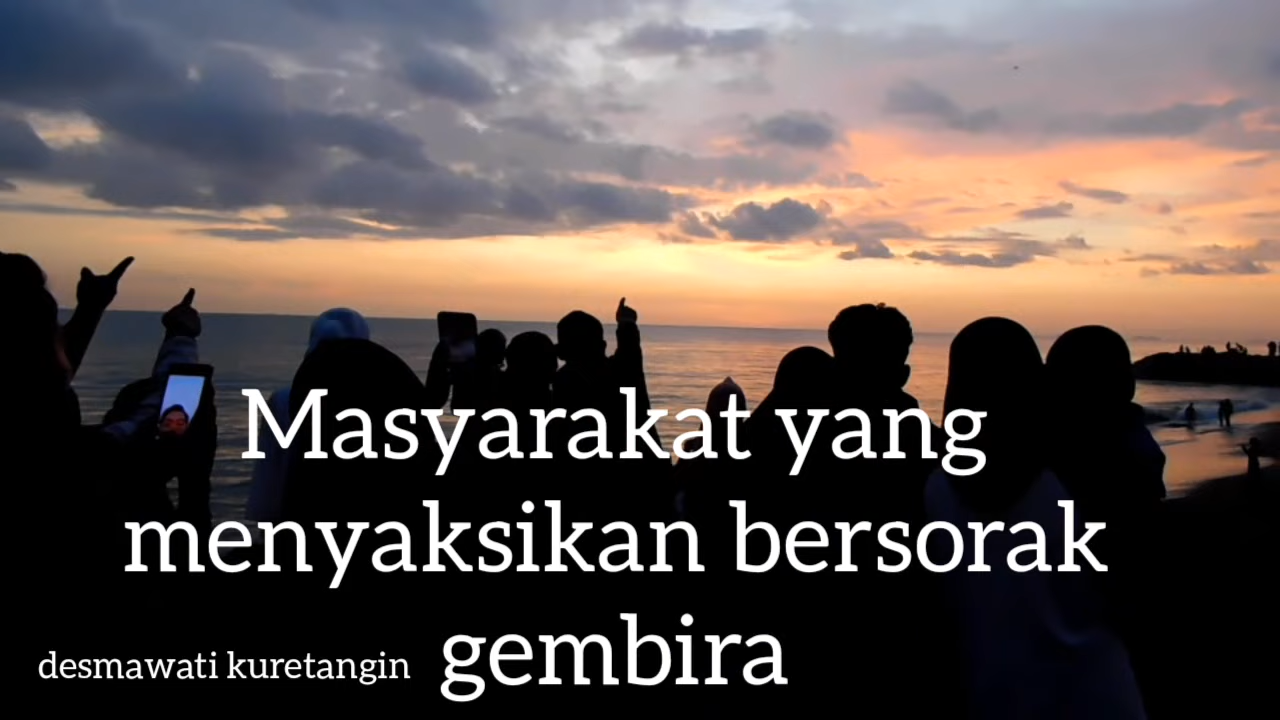 Masyarakat yang
menyaksikan bersorak
gembira
desmawati kuretangin